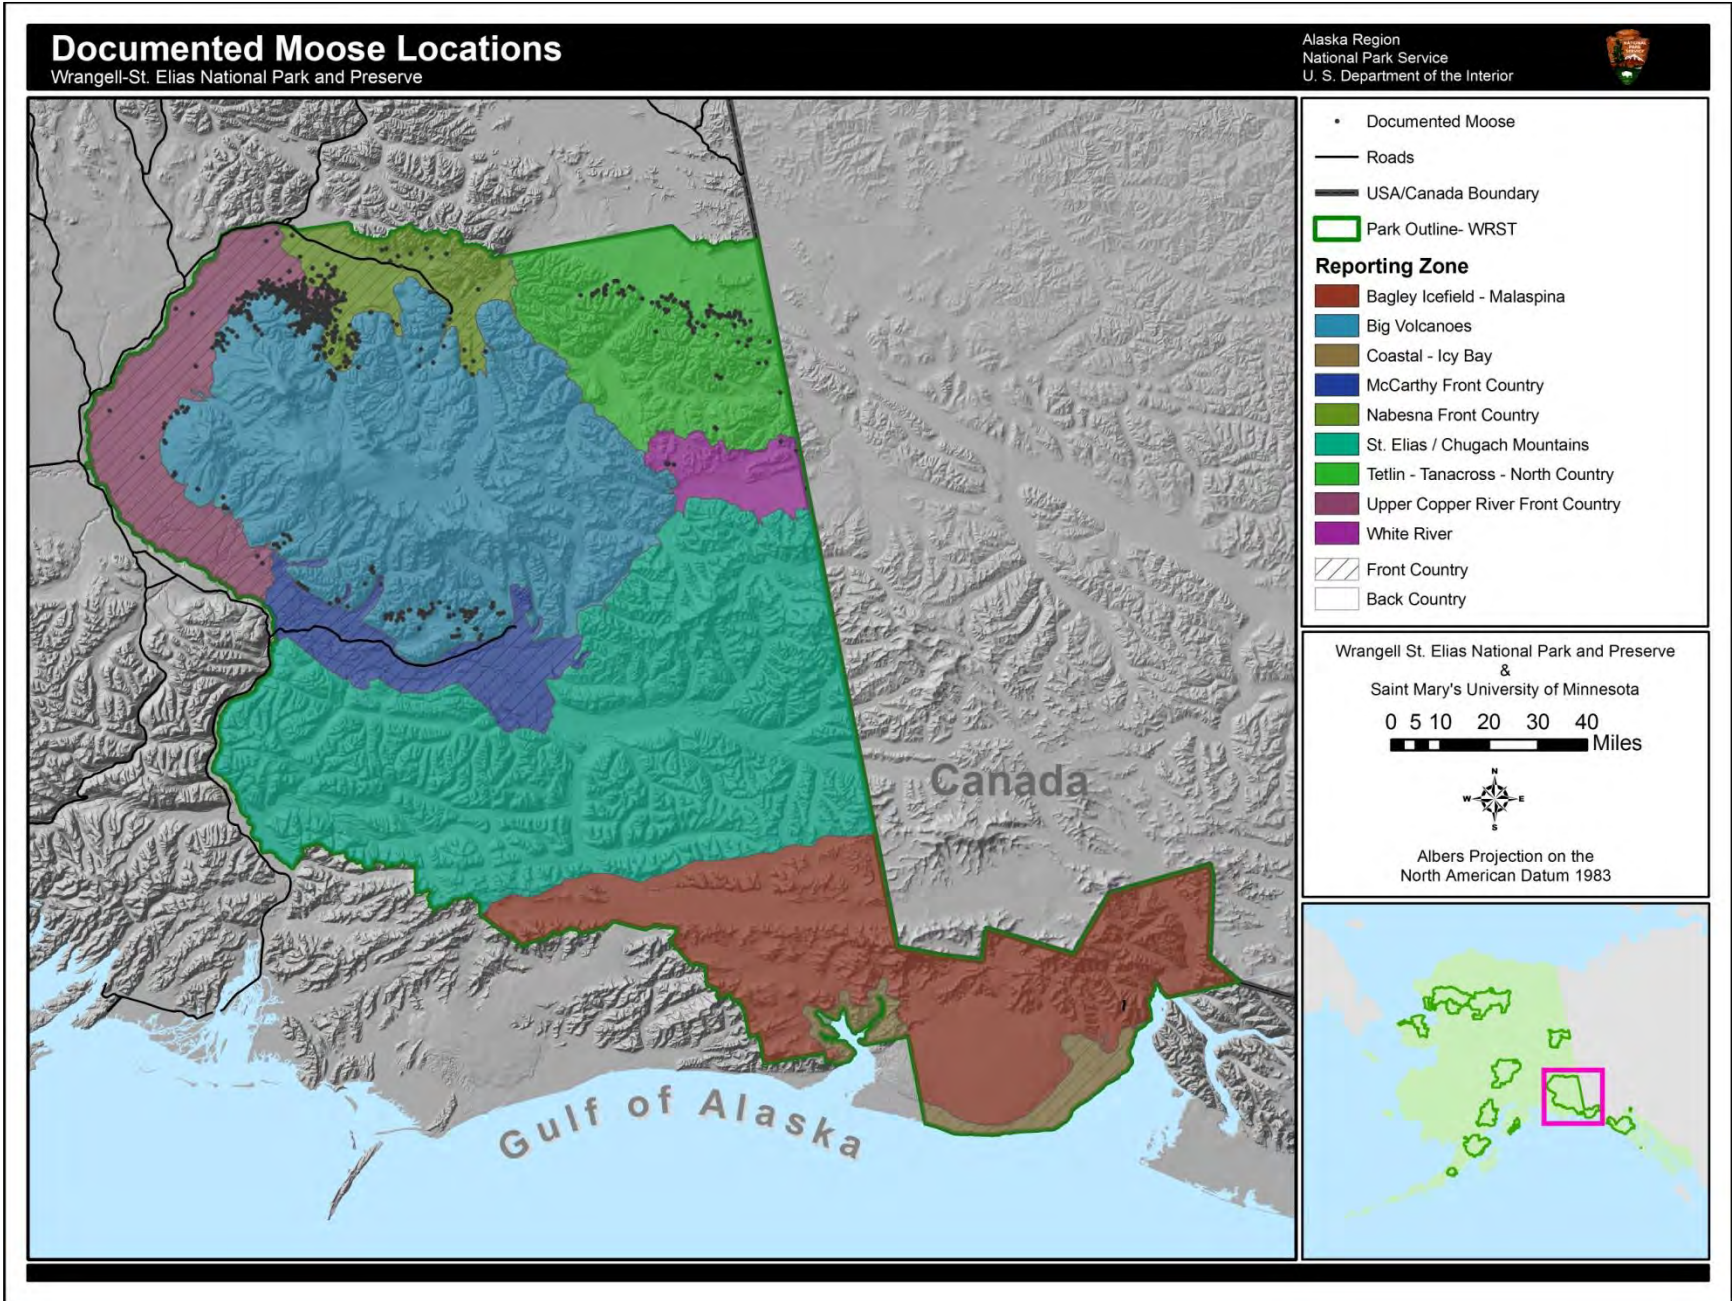 Documented Moose Locations
Wrangell-St. Elias National Park and Preserve
Alaska Region
National Park Service
U. S. Department of the Interior
Documented Moose
Roads
USA/Canada Boundary
Park Outline- WRST
Reporting Zone
Bagley Icefield - Malaspina
Big Volcanoes
Coastal - Icy Bay
McCarthy Front Country
Nabesna Front Country
St. Elias / Chugach Mountains
Tetlin - Tanacross - North Country
Upper Copper River Front Country
White River
Front Country
Back Country
Wrangell St. Elias National Park and Preserve
&
Saint Mary's University of Minnesota
0 5 10 20 30 40
Miles
N
W E
S
Albers Projection on the
North American Datum 1983
Canada
Gulf of Alaska